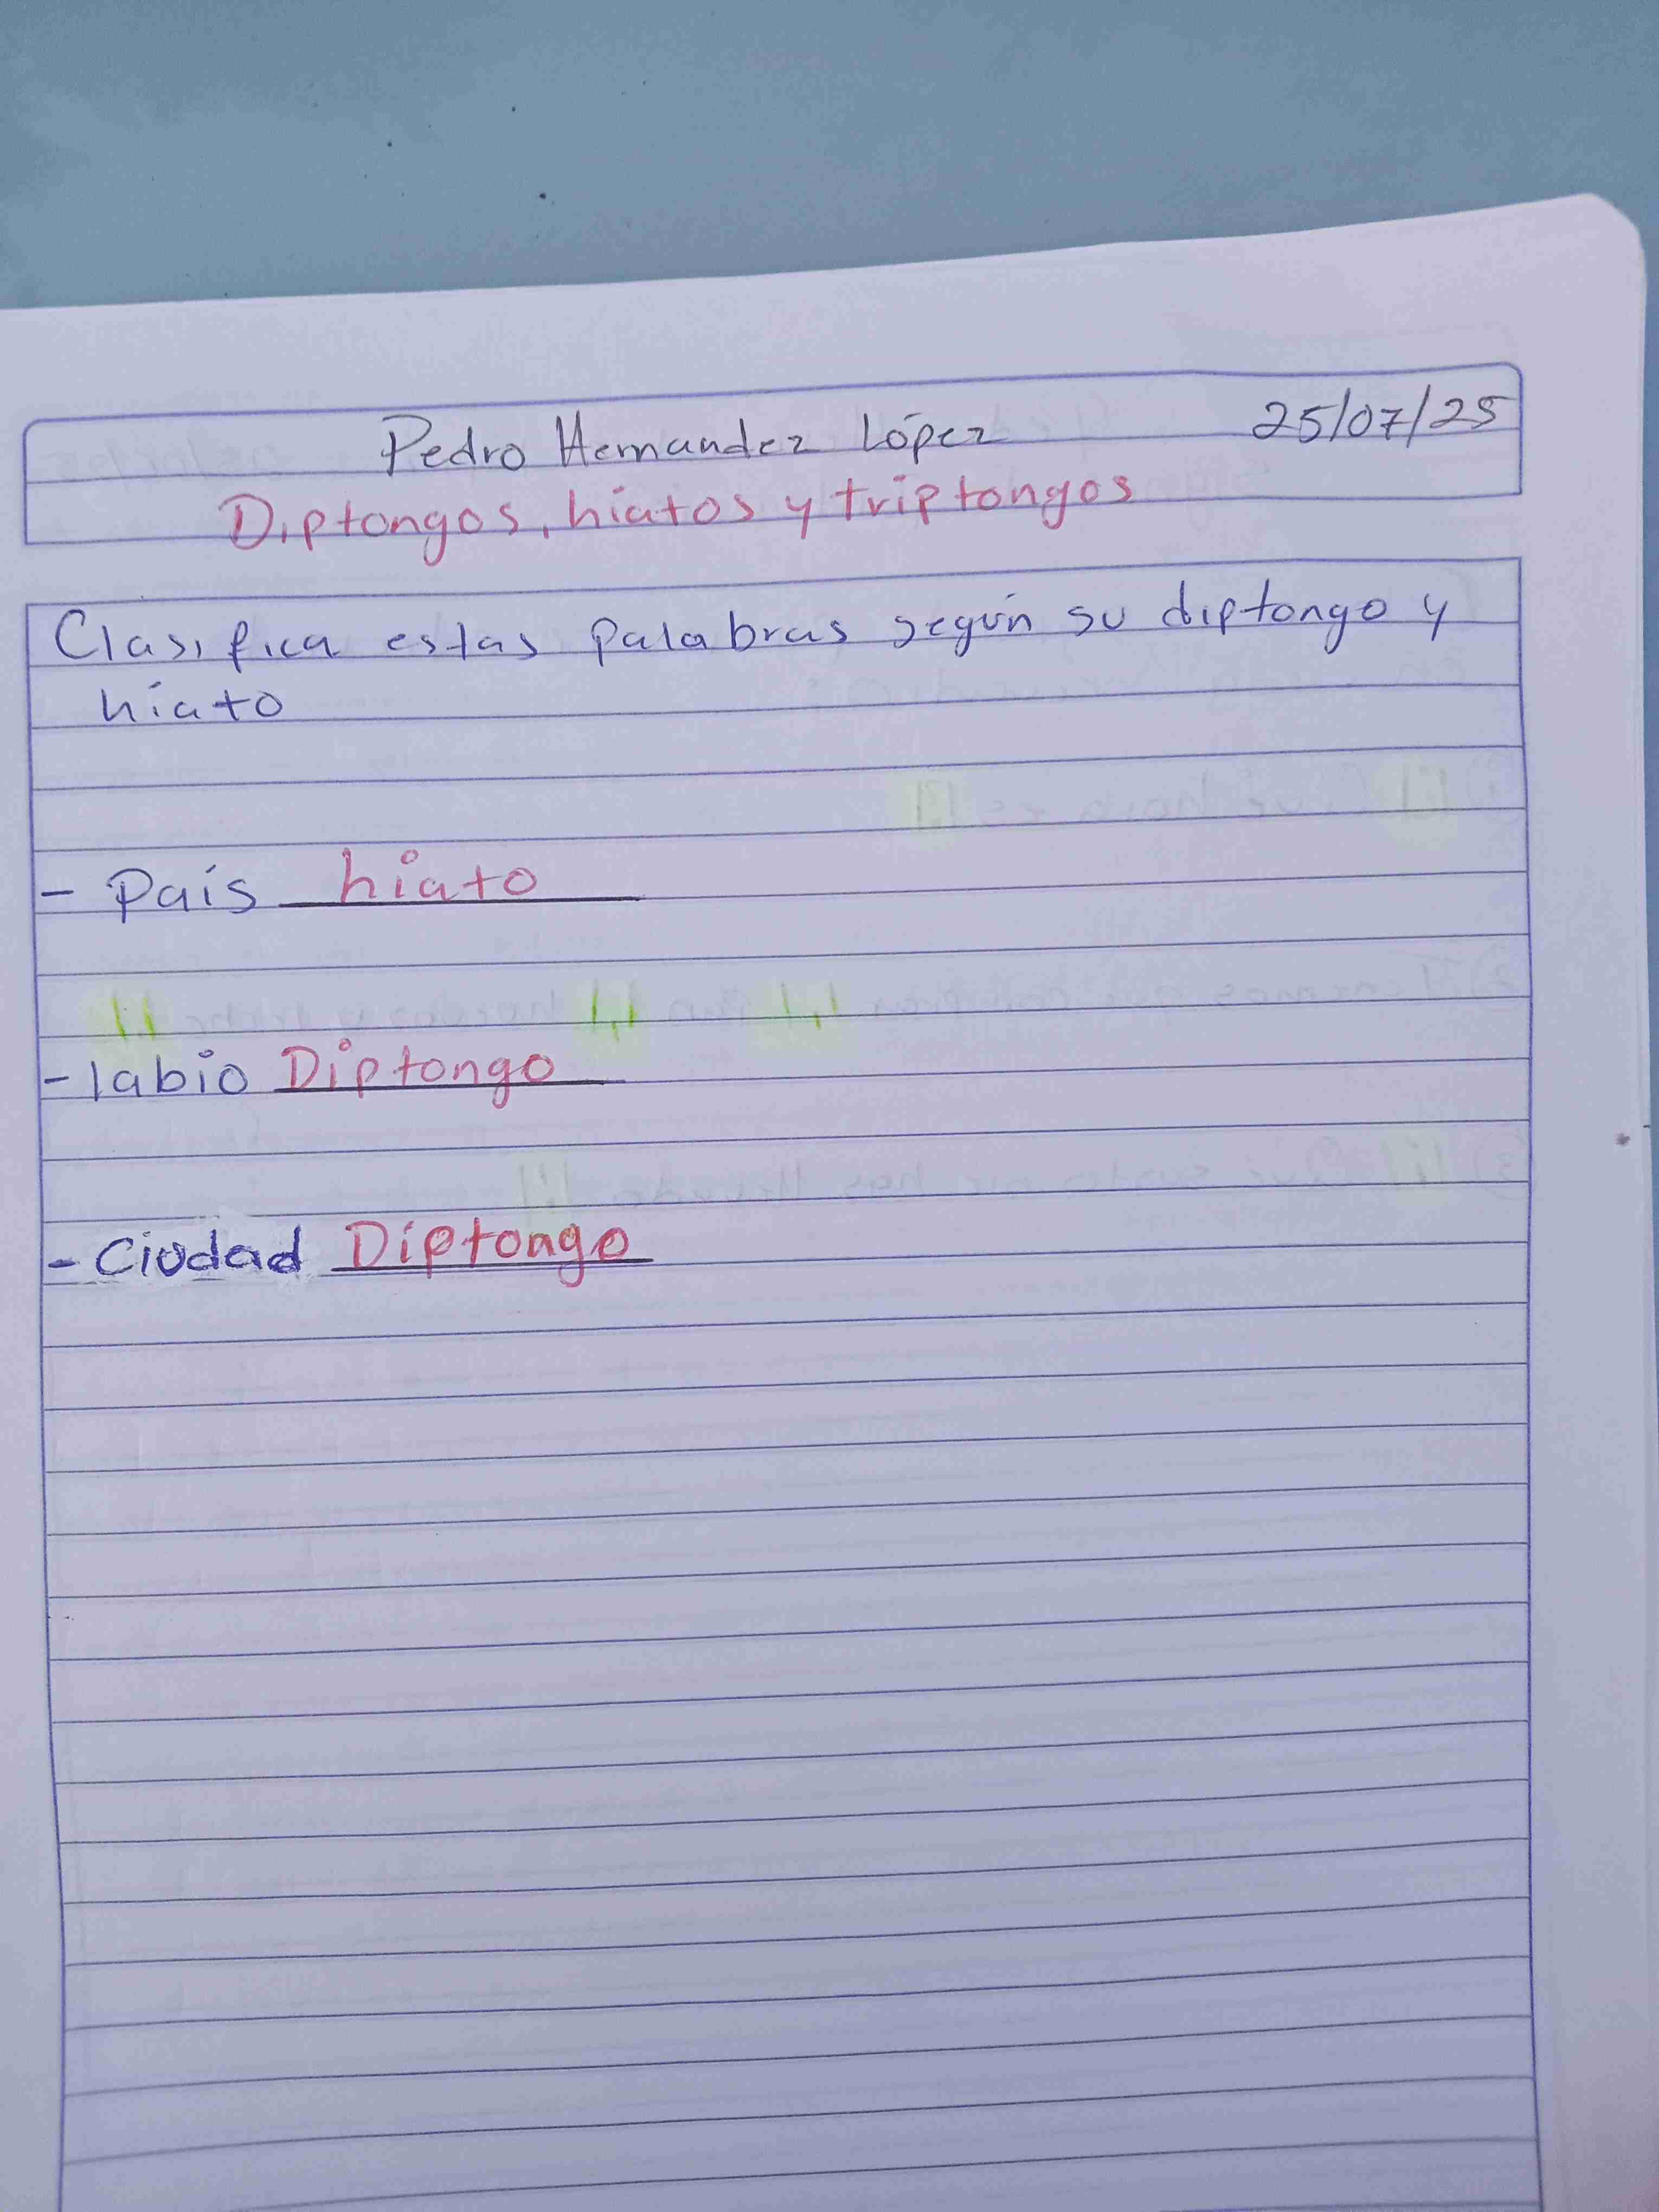 Pedro Hernandez López 25/07/25
Diptongos, hiatos y triptongos
Clasifica estas palabras según su diptongo y
hiato
- País hiato
- labio Diptongo
- Ciudad Diptongo